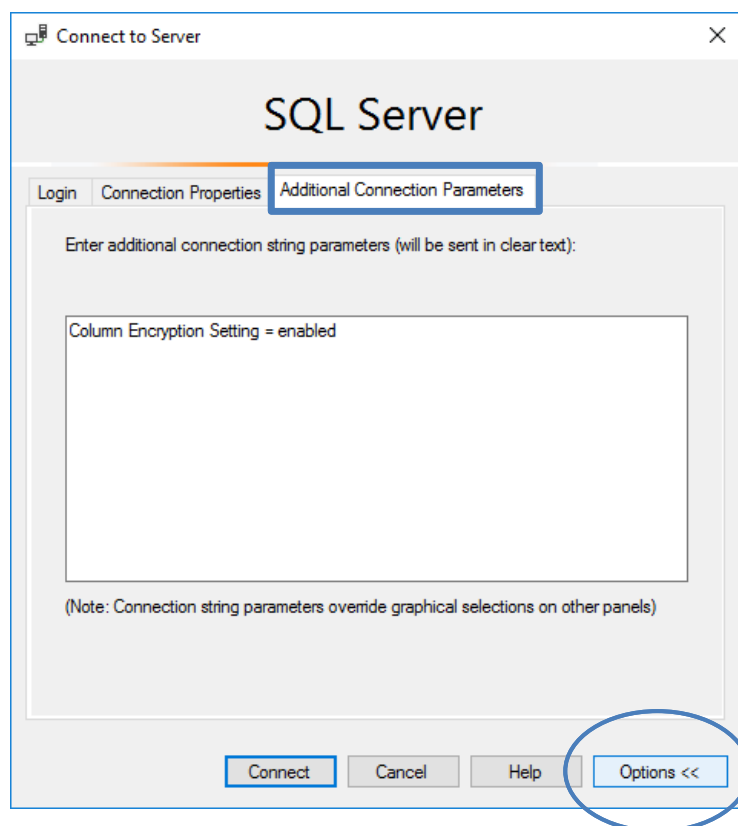 Connect to Server
SQL Server
Login Connection Properties Additional Connection Parameters
Enter additional connection string parameters (will be sent in clear text):
Column Encryption Setting = enabled
(Note: Connection string parameters override graphical selections on other panels)
Connect Cancel Help Options <<